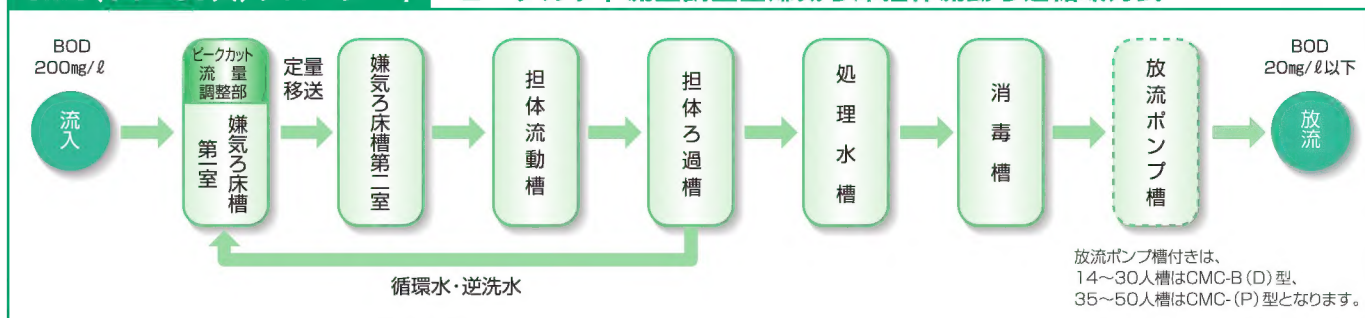 BOD
200mg/ℓ
流入
ピークカット
流量
調整部
嫌気ろ床槽
第一室
定量
移送
嫌気ろ床槽第二室
担体流動槽
担体ろ過槽
処理水槽
消毒槽
放流ポンプ槽
BOD
20mg/ℓ以下
放流
循環水・逆洗水
放流ポンプ槽付きは、
14〜30人槽はCMC-B(D)型、
35〜50人槽はCMC-(P)型となります。